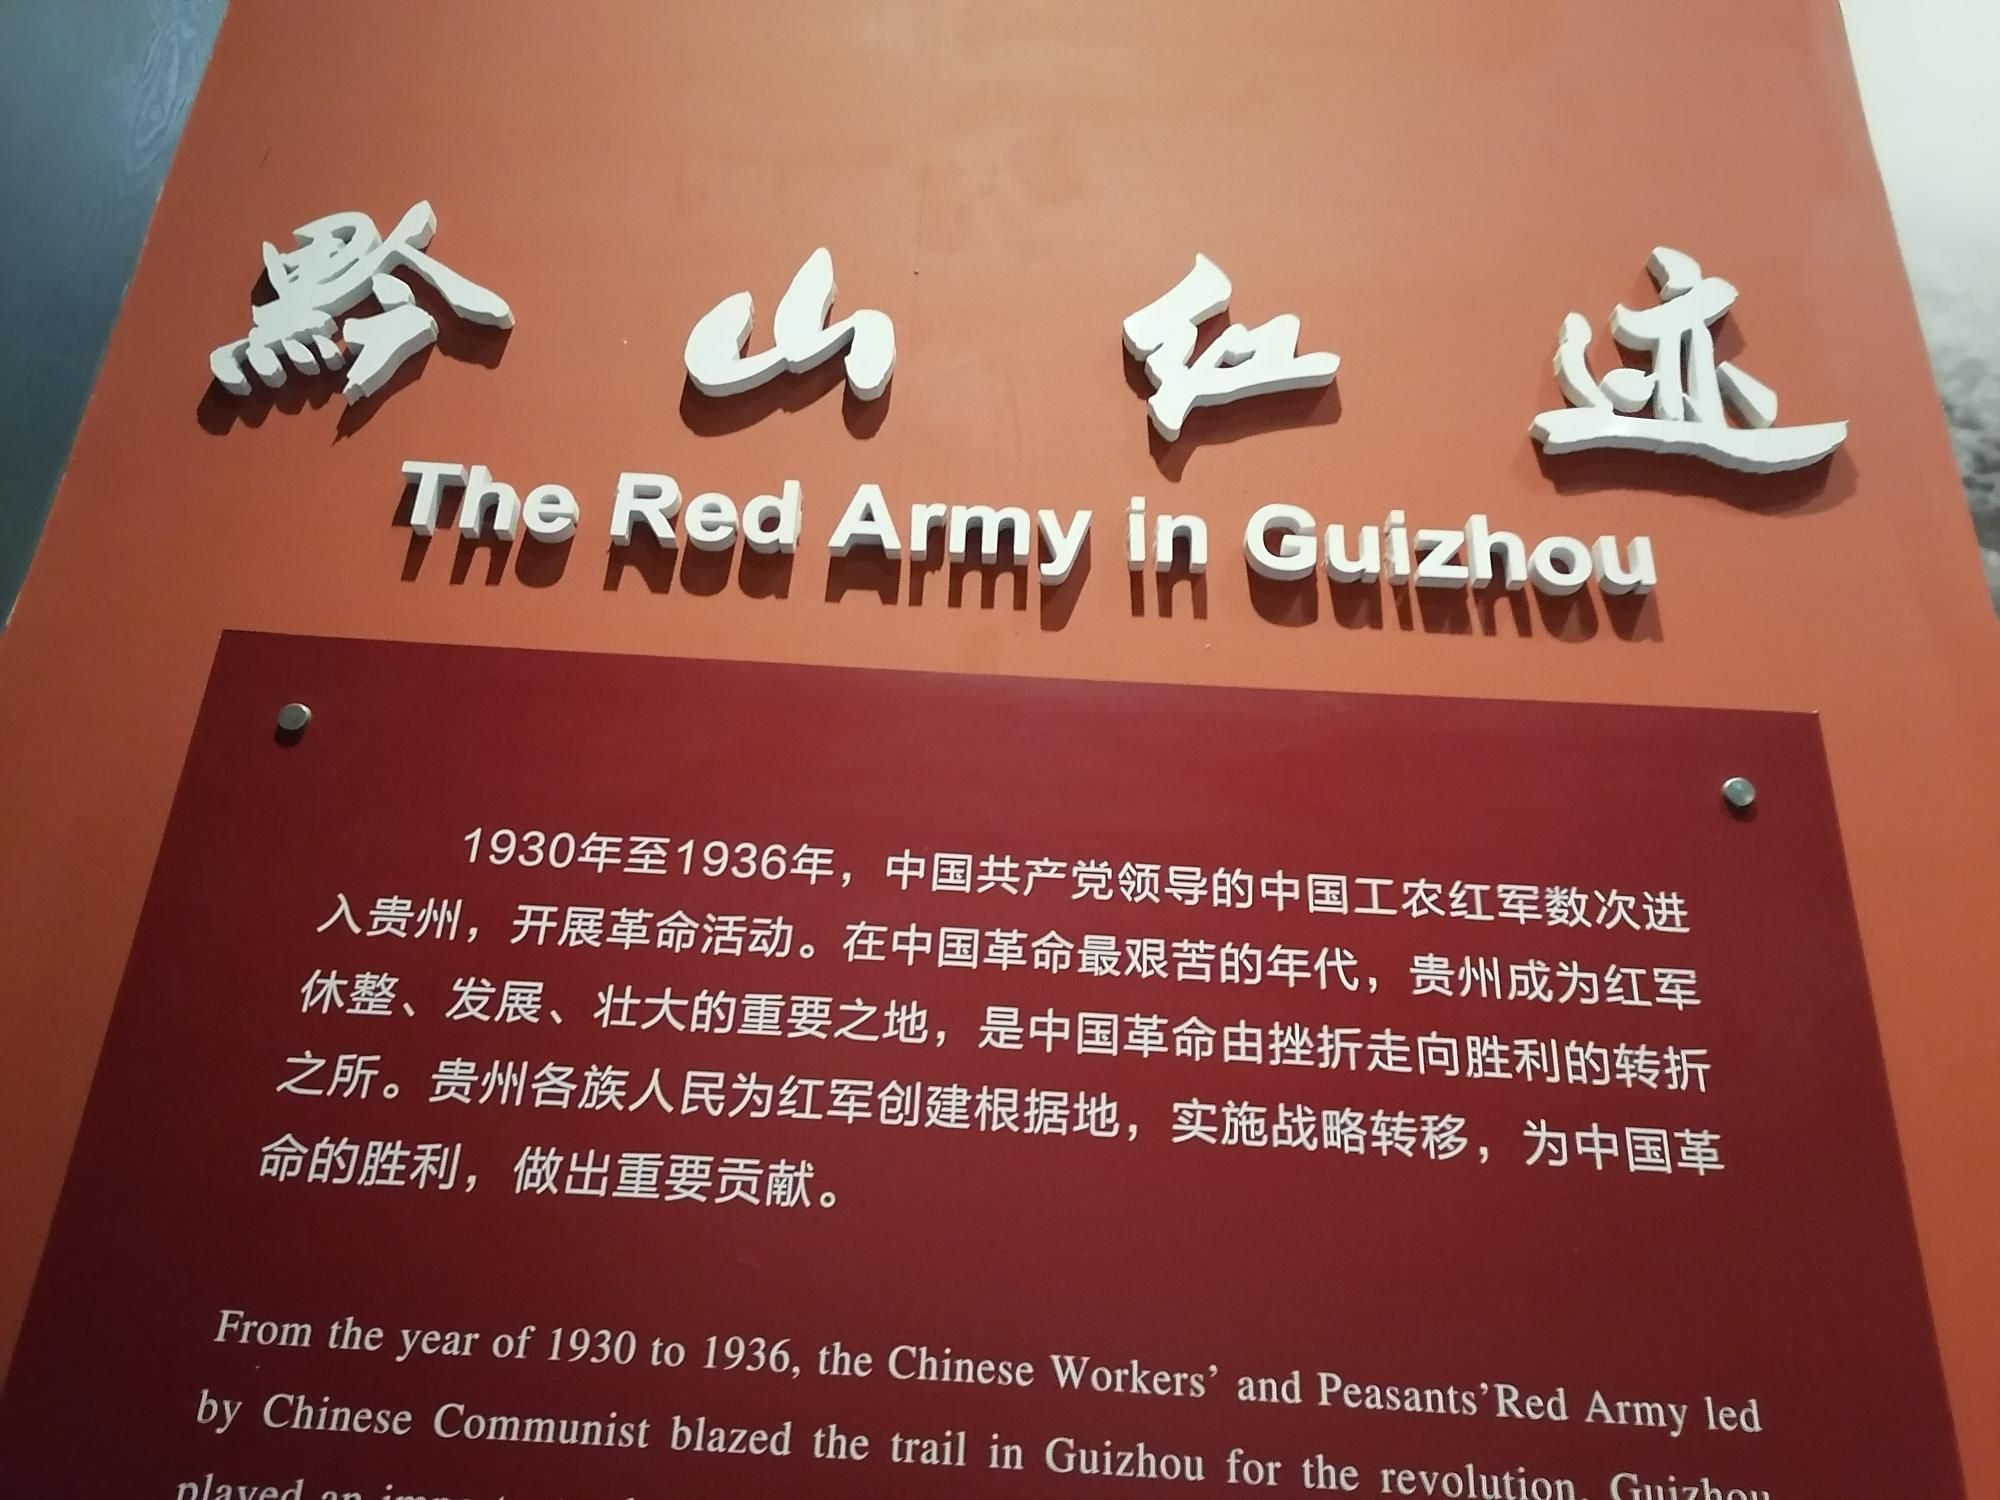 黔山红迹
The Red Army in Guizhou
1930年至1936年，中国共产党领导的中国工农红军数次进
入贵州，开展革命活动。在中国革命最艰苦的年代，贵州成为红军
休整、发展、壮大的重要之地，是中国革命由挫折走向胜利的转折
之所。贵州各族人民为红军创建根据地，实施战略转移，为中国革
命的胜利，做出重要贡献。
From the year of 1930 to 1936, the Chinese Workers' and Peasants'Red Army led
by Chinese Communist blazed the trail in Guizhou for the revolution. Guizhou
played an